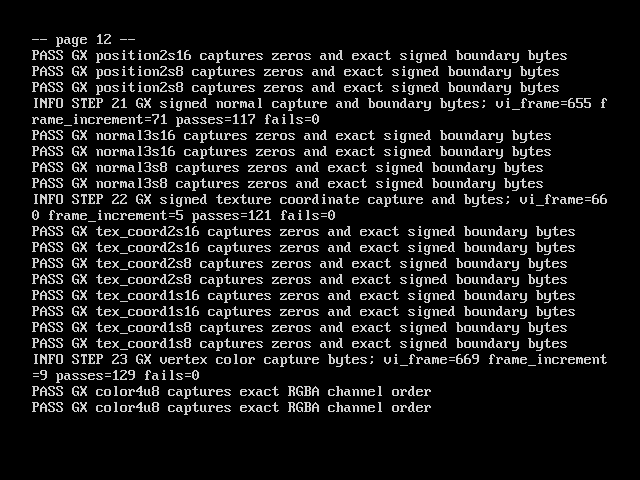 -- page 12 --
PASS GX position2s16 captures zeros and exact signed boundary bytes
PASS GX position2s8 captures zeros and exact signed boundary bytes
PASS GX position2s8 captures zeros and exact signed boundary bytes
INFO STEP 21 GX signed normal capture and boundary bytes; vi_frame=655 f
rame_increment=71 passes=117 fails=0
PASS GX normal3s16 captures zeros and exact signed boundary bytes
PASS GX normal3s16 captures zeros and exact signed boundary bytes
PASS GX normal3s8 captures zeros and exact signed boundary bytes
PASS GX normal3s8 captures zeros and exact signed boundary bytes
INFO STEP 22 GX signed texture coordinate capture and bytes; vi_frame=66
0 frame_increment=5 passes=121 fails=0
PASS GX tex_coord2s16 captures zeros and exact signed boundary bytes
PASS GX tex_coord2s16 captures zeros and exact signed boundary bytes
PASS GX tex_coord2s8 captures zeros and exact signed boundary bytes
PASS GX tex_coord2s8 captures zeros and exact signed boundary bytes
PASS GX tex_coord1s16 captures zeros and exact signed boundary bytes
PASS GX tex_coord1s16 captures zeros and exact signed boundary bytes
PASS GX tex_coord1s8 captures zeros and exact signed boundary bytes
PASS GX tex_coord1s8 captures zeros and exact signed boundary bytes
INFO STEP 23 GX vertex color capture bytes; vi_frame=669 frame_increment
=9 passes=129 fails=0
PASS GX color4u8 captures exact RGBA channel order
PASS GX color4u8 captures exact RGBA channel order